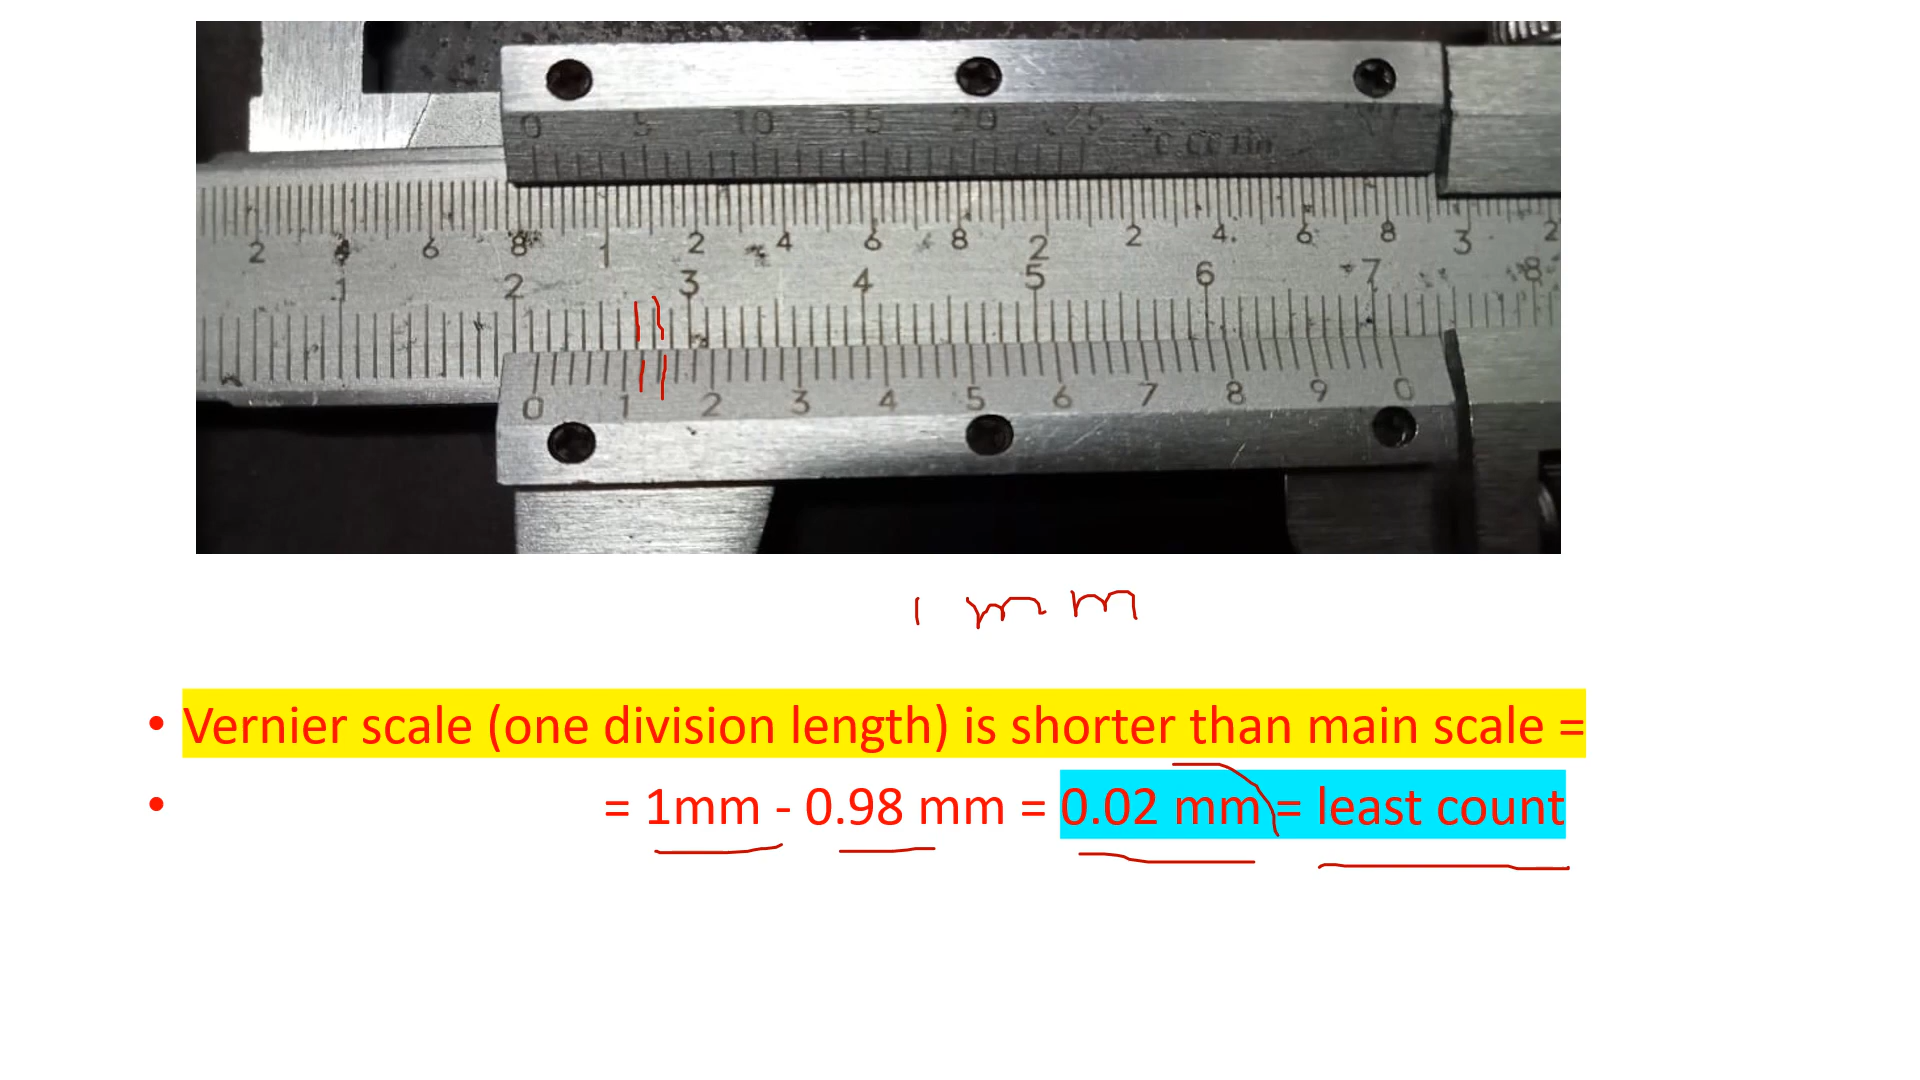 0 5 10 15 20 25
2 4 6 8 1 2 4 6 8 2 2 4. 6 8 3 2
1 2 3 4 5 6 7 8
0 1 2 3 4 5 6 7 8 9 0
1 mm
• Vernier scale (one division length) is shorter than main scale =
• = 1mm - 0.98 mm = 0.02 mm = least count